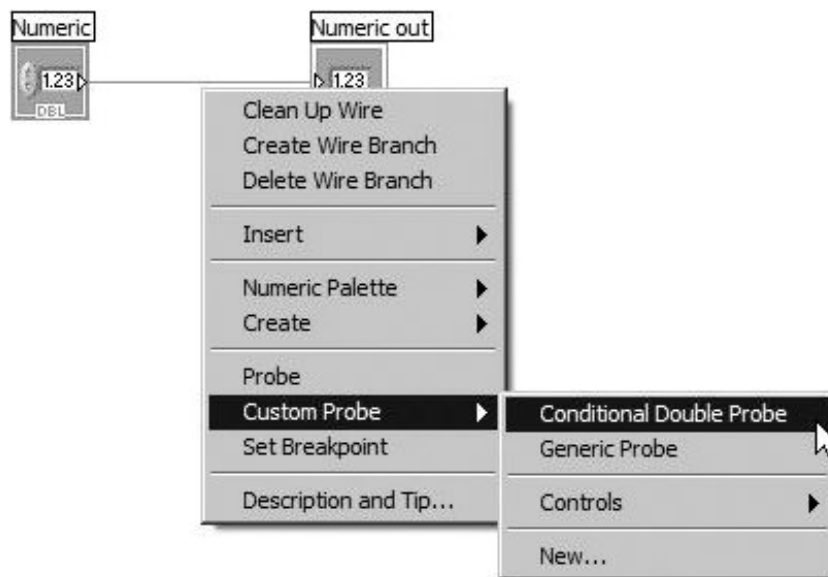 Numeric
Numeric out
1.23
1.23
DBL
Clean Up Wire
Create Wire Branch
Delete Wire Branch
Insert
Numeric Palette
Create
Probe
Custom Probe
Set Breakpoint
Description and Tip...
Conditional Double Probe
Generic Probe
Controls
New...